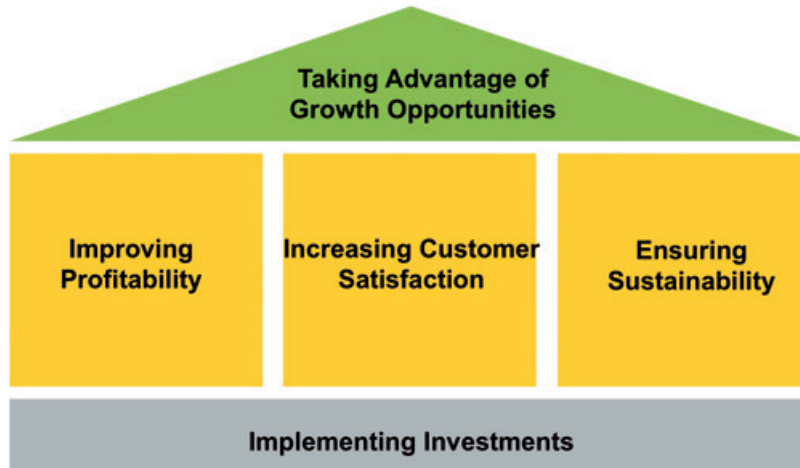 Taking Advantage of
Growth Opportunities
Improving
Profitability
Increasing Customer
Satisfaction
Ensuring
Sustainability
Implementing Investments